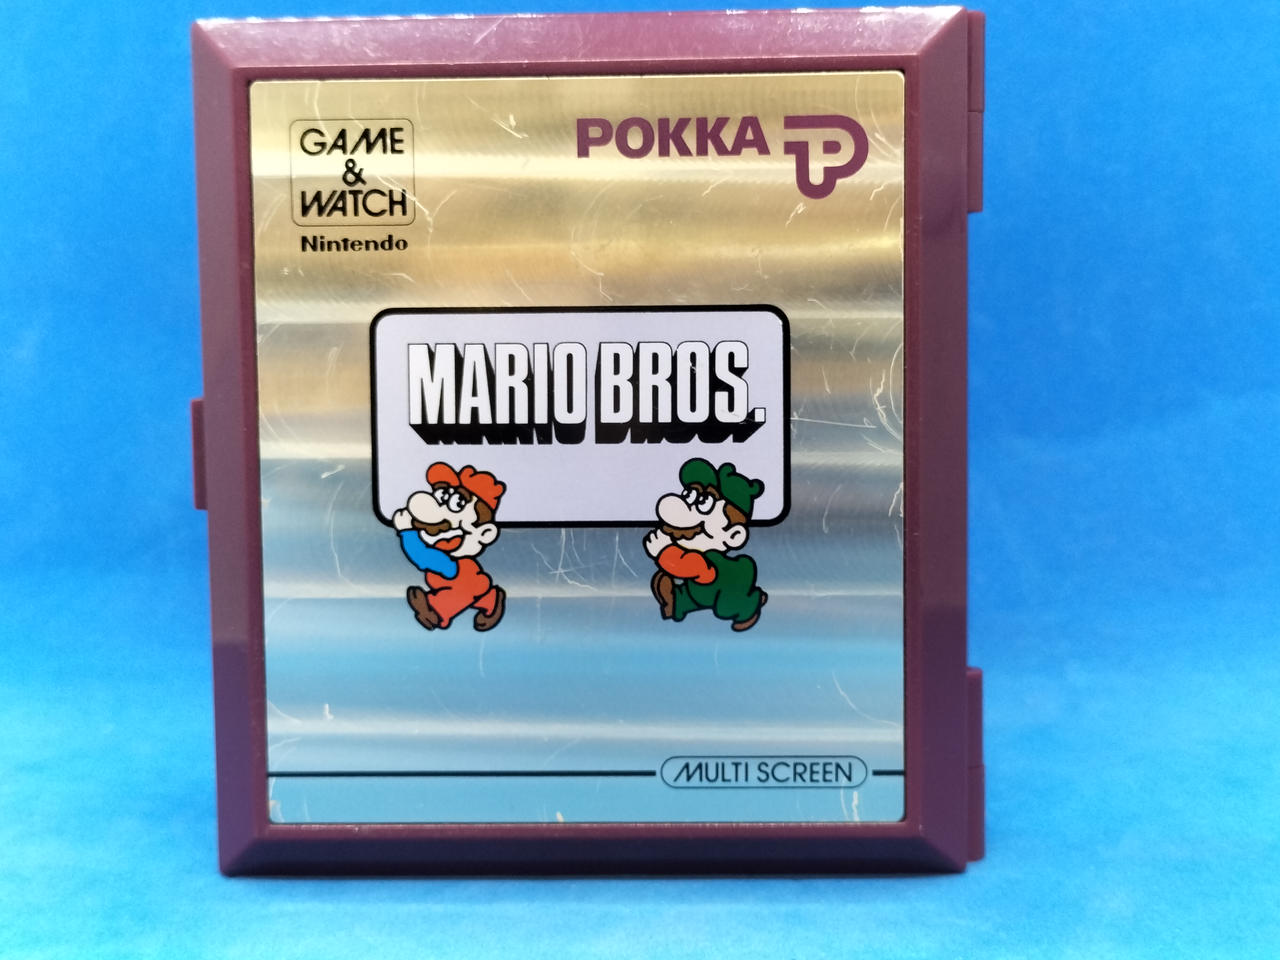 GAME
&
WATCH
Nintendo
POKKA
MARIO BROS.
MULTI SCREEN